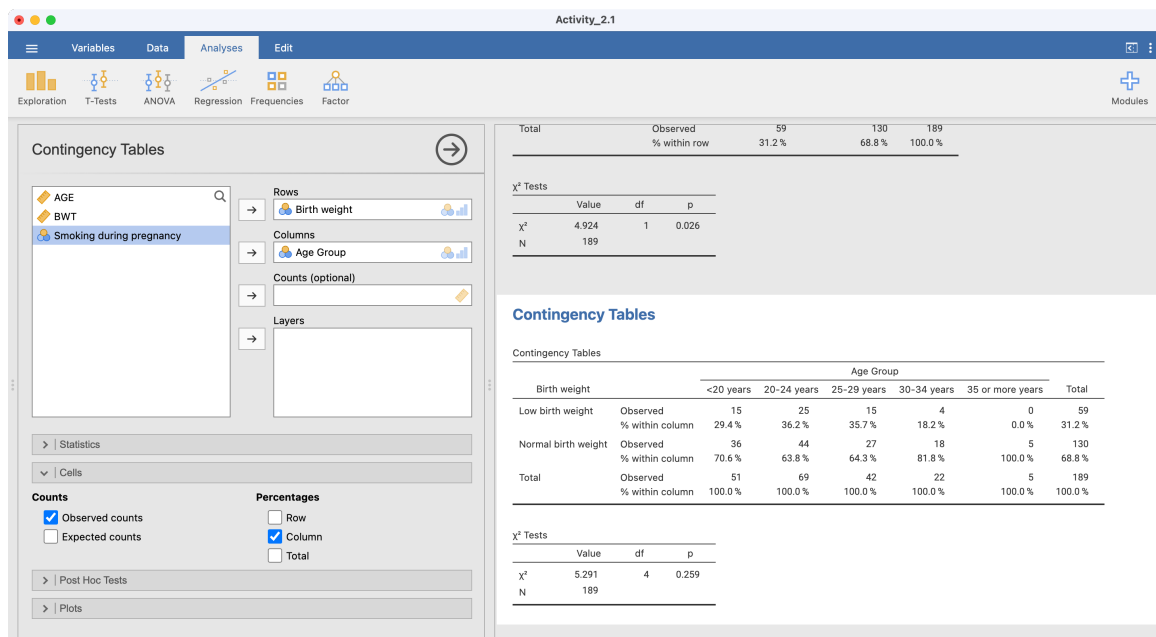 Activity_2.1
Variables Data Analyses Edit
Exploration T-Tests ANOVA Regression Frequencies Factor Modules
Contingency Tables
AGE
BWT
Smoking during pregnancy
Rows
Birth weight
Columns
Age Group
Counts (optional)
Layers
Statistics
Cells
Counts Percentages
Observed counts Row
Expected counts Column
Total
Post Hoc Tests
Plots
Total Observed 59 130 189
% within row 31.2 % 68.8 % 100.0 %
χ² Tests
Value df p
χ² 4.924 1 0.026
N 189
Contingency Tables
Contingency Tables
Age Group
Birth weight <20 years 20-24 years 25-29 years 30-34 years 35 or more years Total
Low birth weight Observed 15 25 15 4 0 59
% within column 29.4 % 36.2 % 35.7 % 18.2 % 0.0 % 31.2 %
Normal birth weight Observed 36 44 27 18 5 130
% within column 70.6 % 63.8 % 64.3 % 81.8 % 100.0 % 68.8 %
Total Observed 51 69 42 22 5 189
% within column 100.0 % 100.0 % 100.0 % 100.0 % 100.0 % 100.0 %
χ² Tests
Value df p
χ² 5.291 4 0.259
N 189